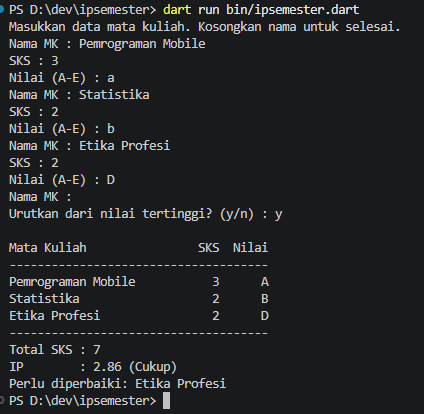 PS D:\dev\ipsemester> dart run bin/ipsemester.dart
Masukkan data mata kuliah. Kosongkan nama untuk selesai.
Nama MK : Pemrograman Mobile
SKS : 3
Nilai (A-E) : a
Nama MK : Statistika
SKS : 2
Nilai (A-E) : b
Nama MK : Etika Profesi
SKS : 2
Nilai (A-E) : D
Nama MK :
Urutkan dari nilai tertinggi? (y/n) : y

Mata Kuliah                SKS  Nilai
-------------------------------------
Pemrograman Mobile           3      A
Statistika                   2      B
Etika Profesi                2      D
-------------------------------------
Total SKS : 7
IP        : 2.86 (Cukup)
Perlu diperbaiki: Etika Profesi
PS D:\dev\ipsemester>